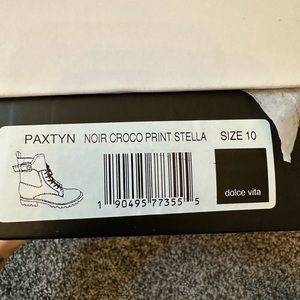 PAXTYN NOIR CROCO PRINT STELLA SIZE 10
dolce vita
1 90495 77355 5